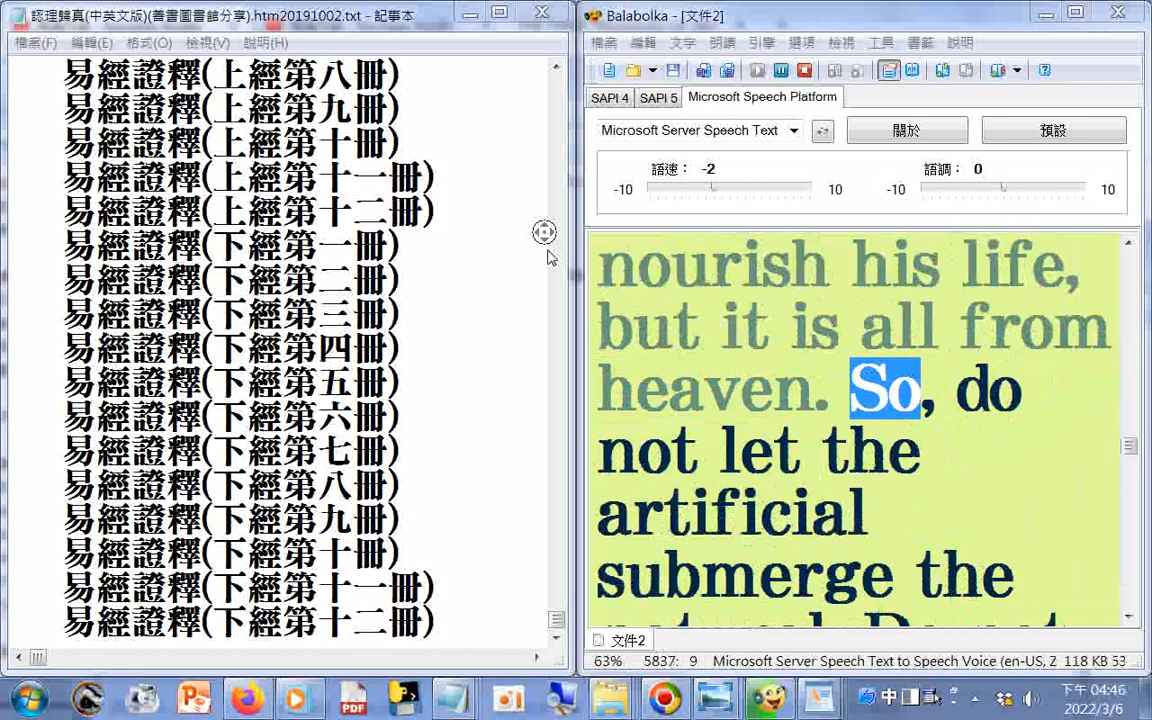 認理歸真(中英文版)(善書圖書館分享).htm20191002.txt - 記事本
檔案(F) 編輯(E) 格式(O) 檢視(V) 說明(H)
易經證釋(上經第八冊)
易經證釋(上經第九冊)
易經證釋(上經第十冊)
易經證釋(上經第十一冊)
易經證釋(上經第十二冊)
易經證釋(下經第一冊)
易經證釋(下經第二冊)
易經證釋(下經第三冊)
易經證釋(下經第四冊)
易經證釋(下經第五冊)
易經證釋(下經第六冊)
易經證釋(下經第七冊)
易經證釋(下經第八冊)
易經證釋(下經第九冊)
易經證釋(下經第十冊)
易經證釋(下經第十一冊)
易經證釋(下經第十二冊)
Balabolka - [文件2]
檔案 編輯 文字 朗讀 引擎 選項 檢視 工具 書籤 說明
SAPI 4 SAPI 5 Microsoft Speech Platform
Microsoft Server Speech Text 關於 預設
語速： -2 語調： 0
-10 10 -10 10
nourish his life,
but it is all from
heaven. So, do
not let the
artificial
submerge the
文件2
63% 5837: 9 Microsoft Server Speech Text to Speech Voice (en-US, Z 118 KB 53
中
下午 04:46
2022/3/6